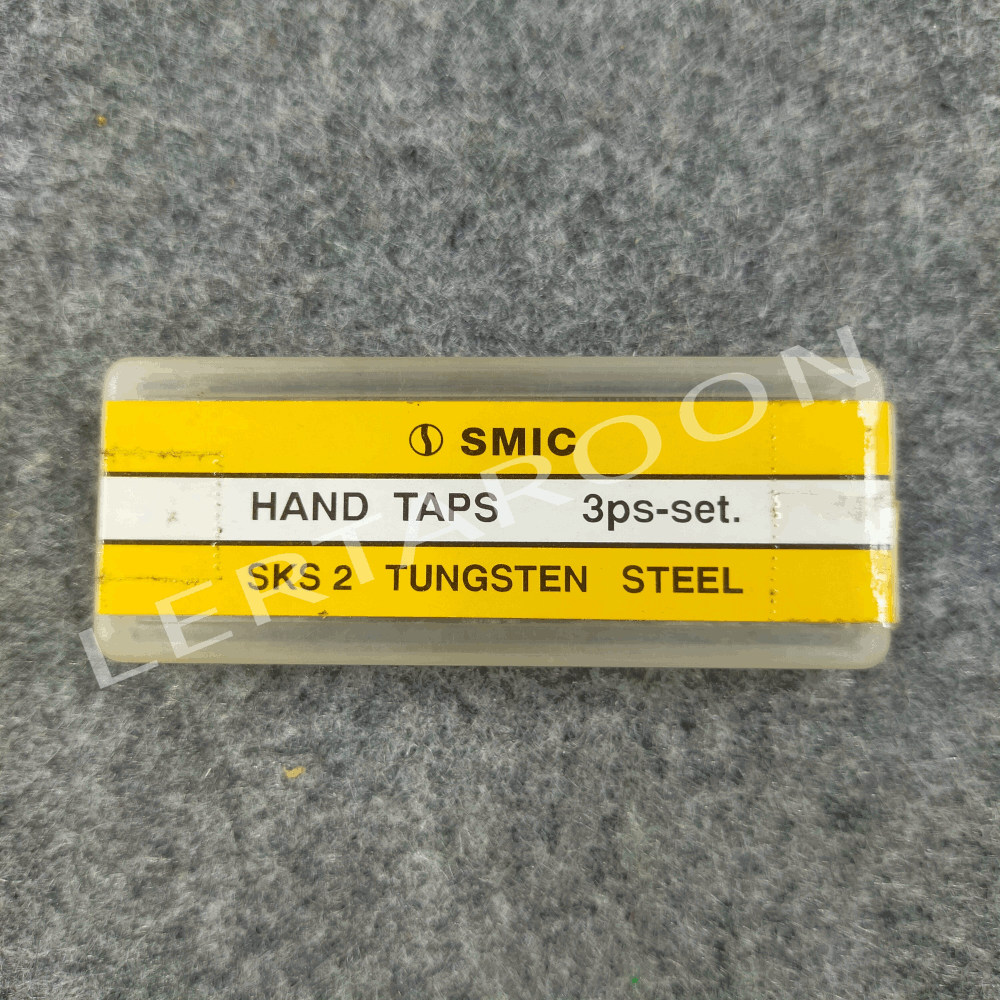 SMIC
HAND TAPS 3ps-set.
SKS 2 TUNGSTEN STEEL
LERTAROON